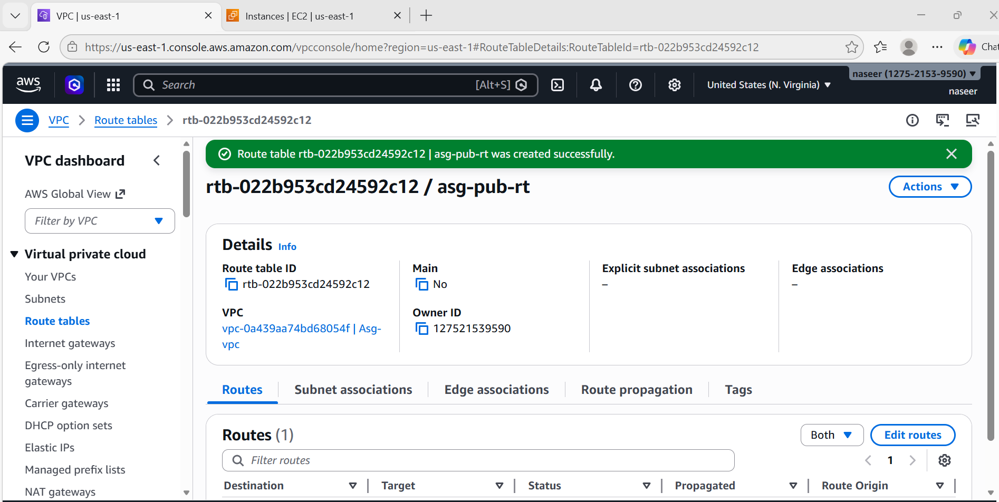 VPC | us-east-1
Instances | EC2 | us-east-1
https://us-east-1.console.aws.amazon.com/vpcconsole/home?region=us-east-1#RouteTableDetails:RouteTableId=rtb-022b953cd24592c12
Chat
aws
Search
[Alt+S]
United States (N. Virginia)
naseer (1275-2153-9590)
naseer
VPC
Route tables
rtb-022b953cd24592c12
VPC dashboard
AWS Global View
Filter by VPC
Virtual private cloud
Your VPCs
Subnets
Route tables
Internet gateways
Egress-only internet
gateways
Carrier gateways
DHCP option sets
Elastic IPs
Managed prefix lists
NAT gateways
Route table rtb-022b953cd24592c12 | asg-pub-rt was created successfully.
rtb-022b953cd24592c12 / asg-pub-rt
Actions
Details Info
Route table ID
rtb-022b953cd24592c12
VPC
vpc-0a439aa74bd68054f | Asg-
vpc
Main
No
Owner ID
127521539590
Explicit subnet associations
–
Edge associations
–
Routes
Subnet associations
Edge associations
Route propagation
Tags
Routes (1)
Both
Edit routes
Filter routes
1
Destination
Target
Status
Propagated
Route Origin